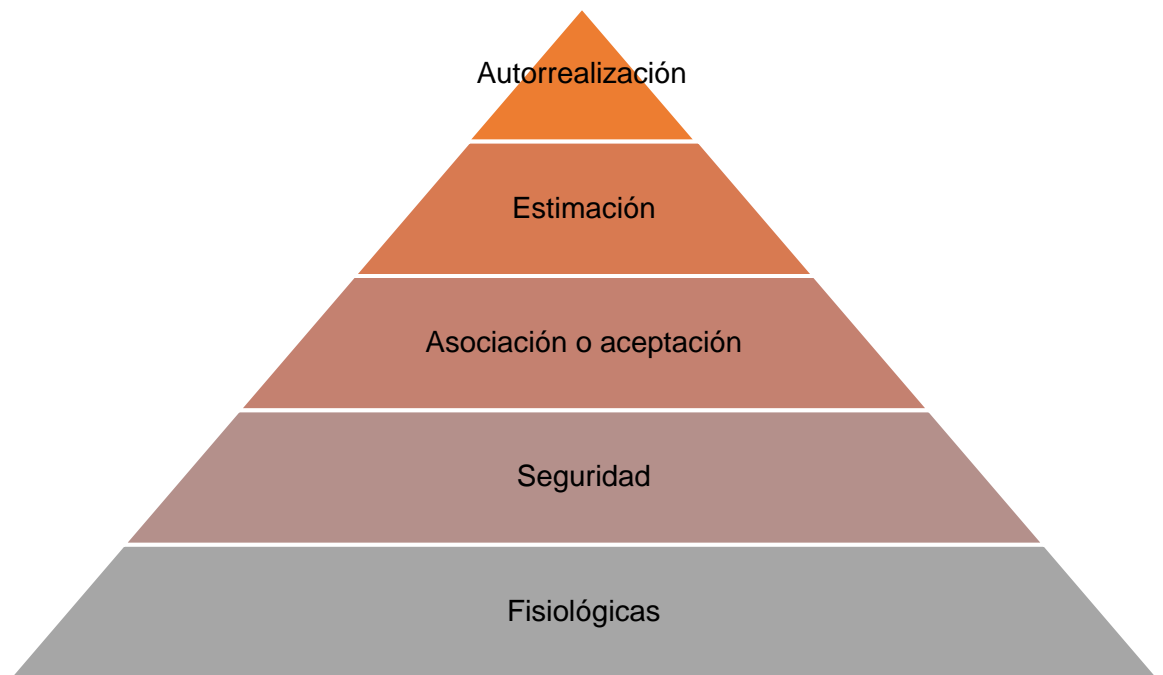 Autorrealización
Estimación
Asociación o aceptación
Seguridad
Fisiológicas